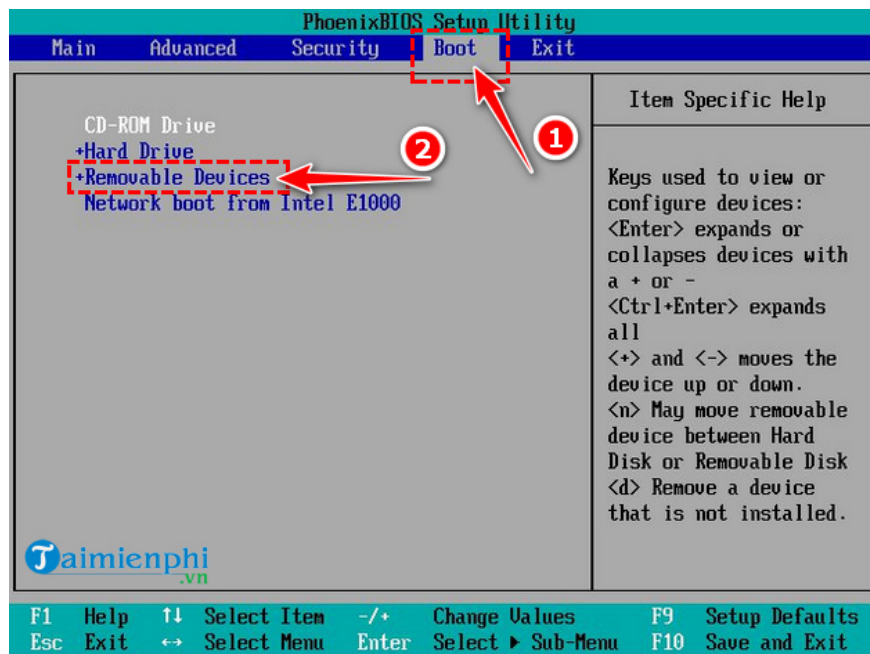 PhoenixBIOS Setup Utility
Main Advanced Security Boot Exit
1
2
CD-ROM Drive
+Hard Drive
+Removable Devices
Network boot from Intel E1000
Item Specific Help
Keys used to view or
configure devices:
<Enter> expands or
collapses devices with
a + or -
<Ctrl+Enter> expands
all
<+> and <-> moves the
device up or down.
<n> May move removable
device between Hard
Disk or Removable Disk
<d> Remove a device
that is not installed.
Taimienphi
.vn
F1 Help ↑↓ Select Item -/+ Change Values F9 Setup Defaults
Esc Exit ↔ Select Menu Enter Select ▶ Sub-Menu F10 Save and Exit